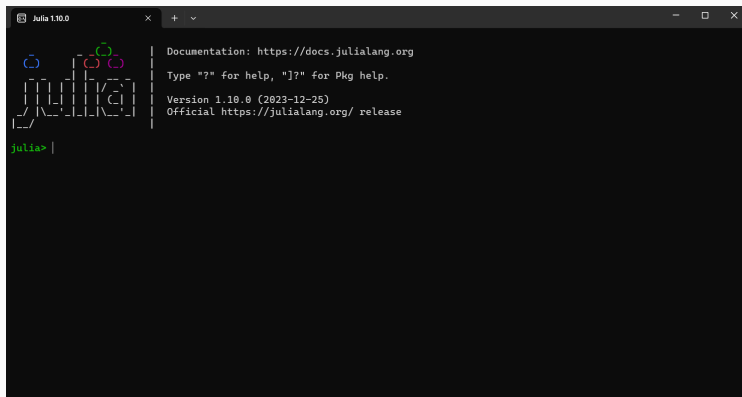 Julia 1.10.0
Documentation: https://docs.julialang.org
Type "?" for help, "]?" for Pkg help.
Version 1.10.0 (2023-12-25)
Official https://julialang.org/ release
julia>